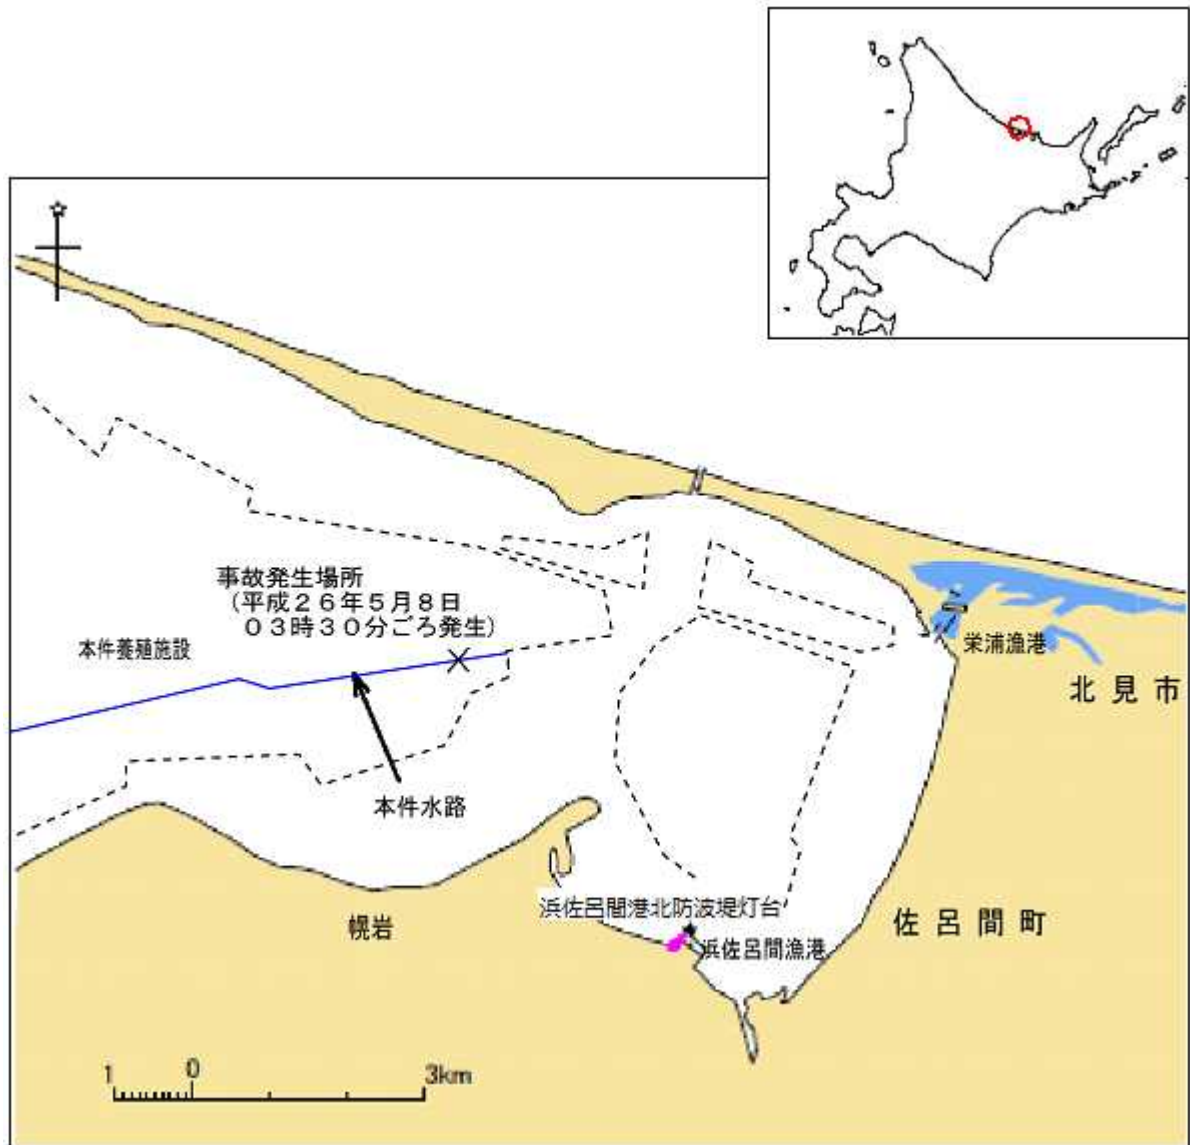 事故発生場所
(平成２６年５月８日
０３時３０分ごろ発生)
本件養殖施設
栄浦漁港
北見市
本件水路
浜佐呂間港北防波堤灯台
幌岩
浜佐呂間漁港
佐呂間町
1 0 3km